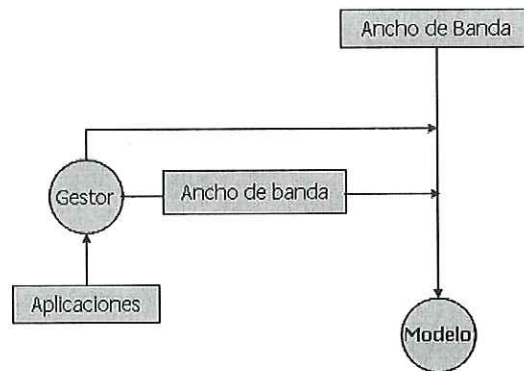 Ancho de Banda
Gestor
Ancho de banda
Aplicaciones
Modelo